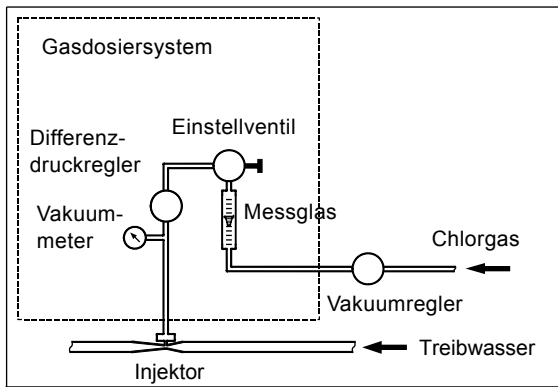 Gasdosiersystem
Einstellventil
Differenz-
druckregler
Messglas
Vakuum-
meter
Chlorgas
Vakuumregler
Treibwasser
Injektor